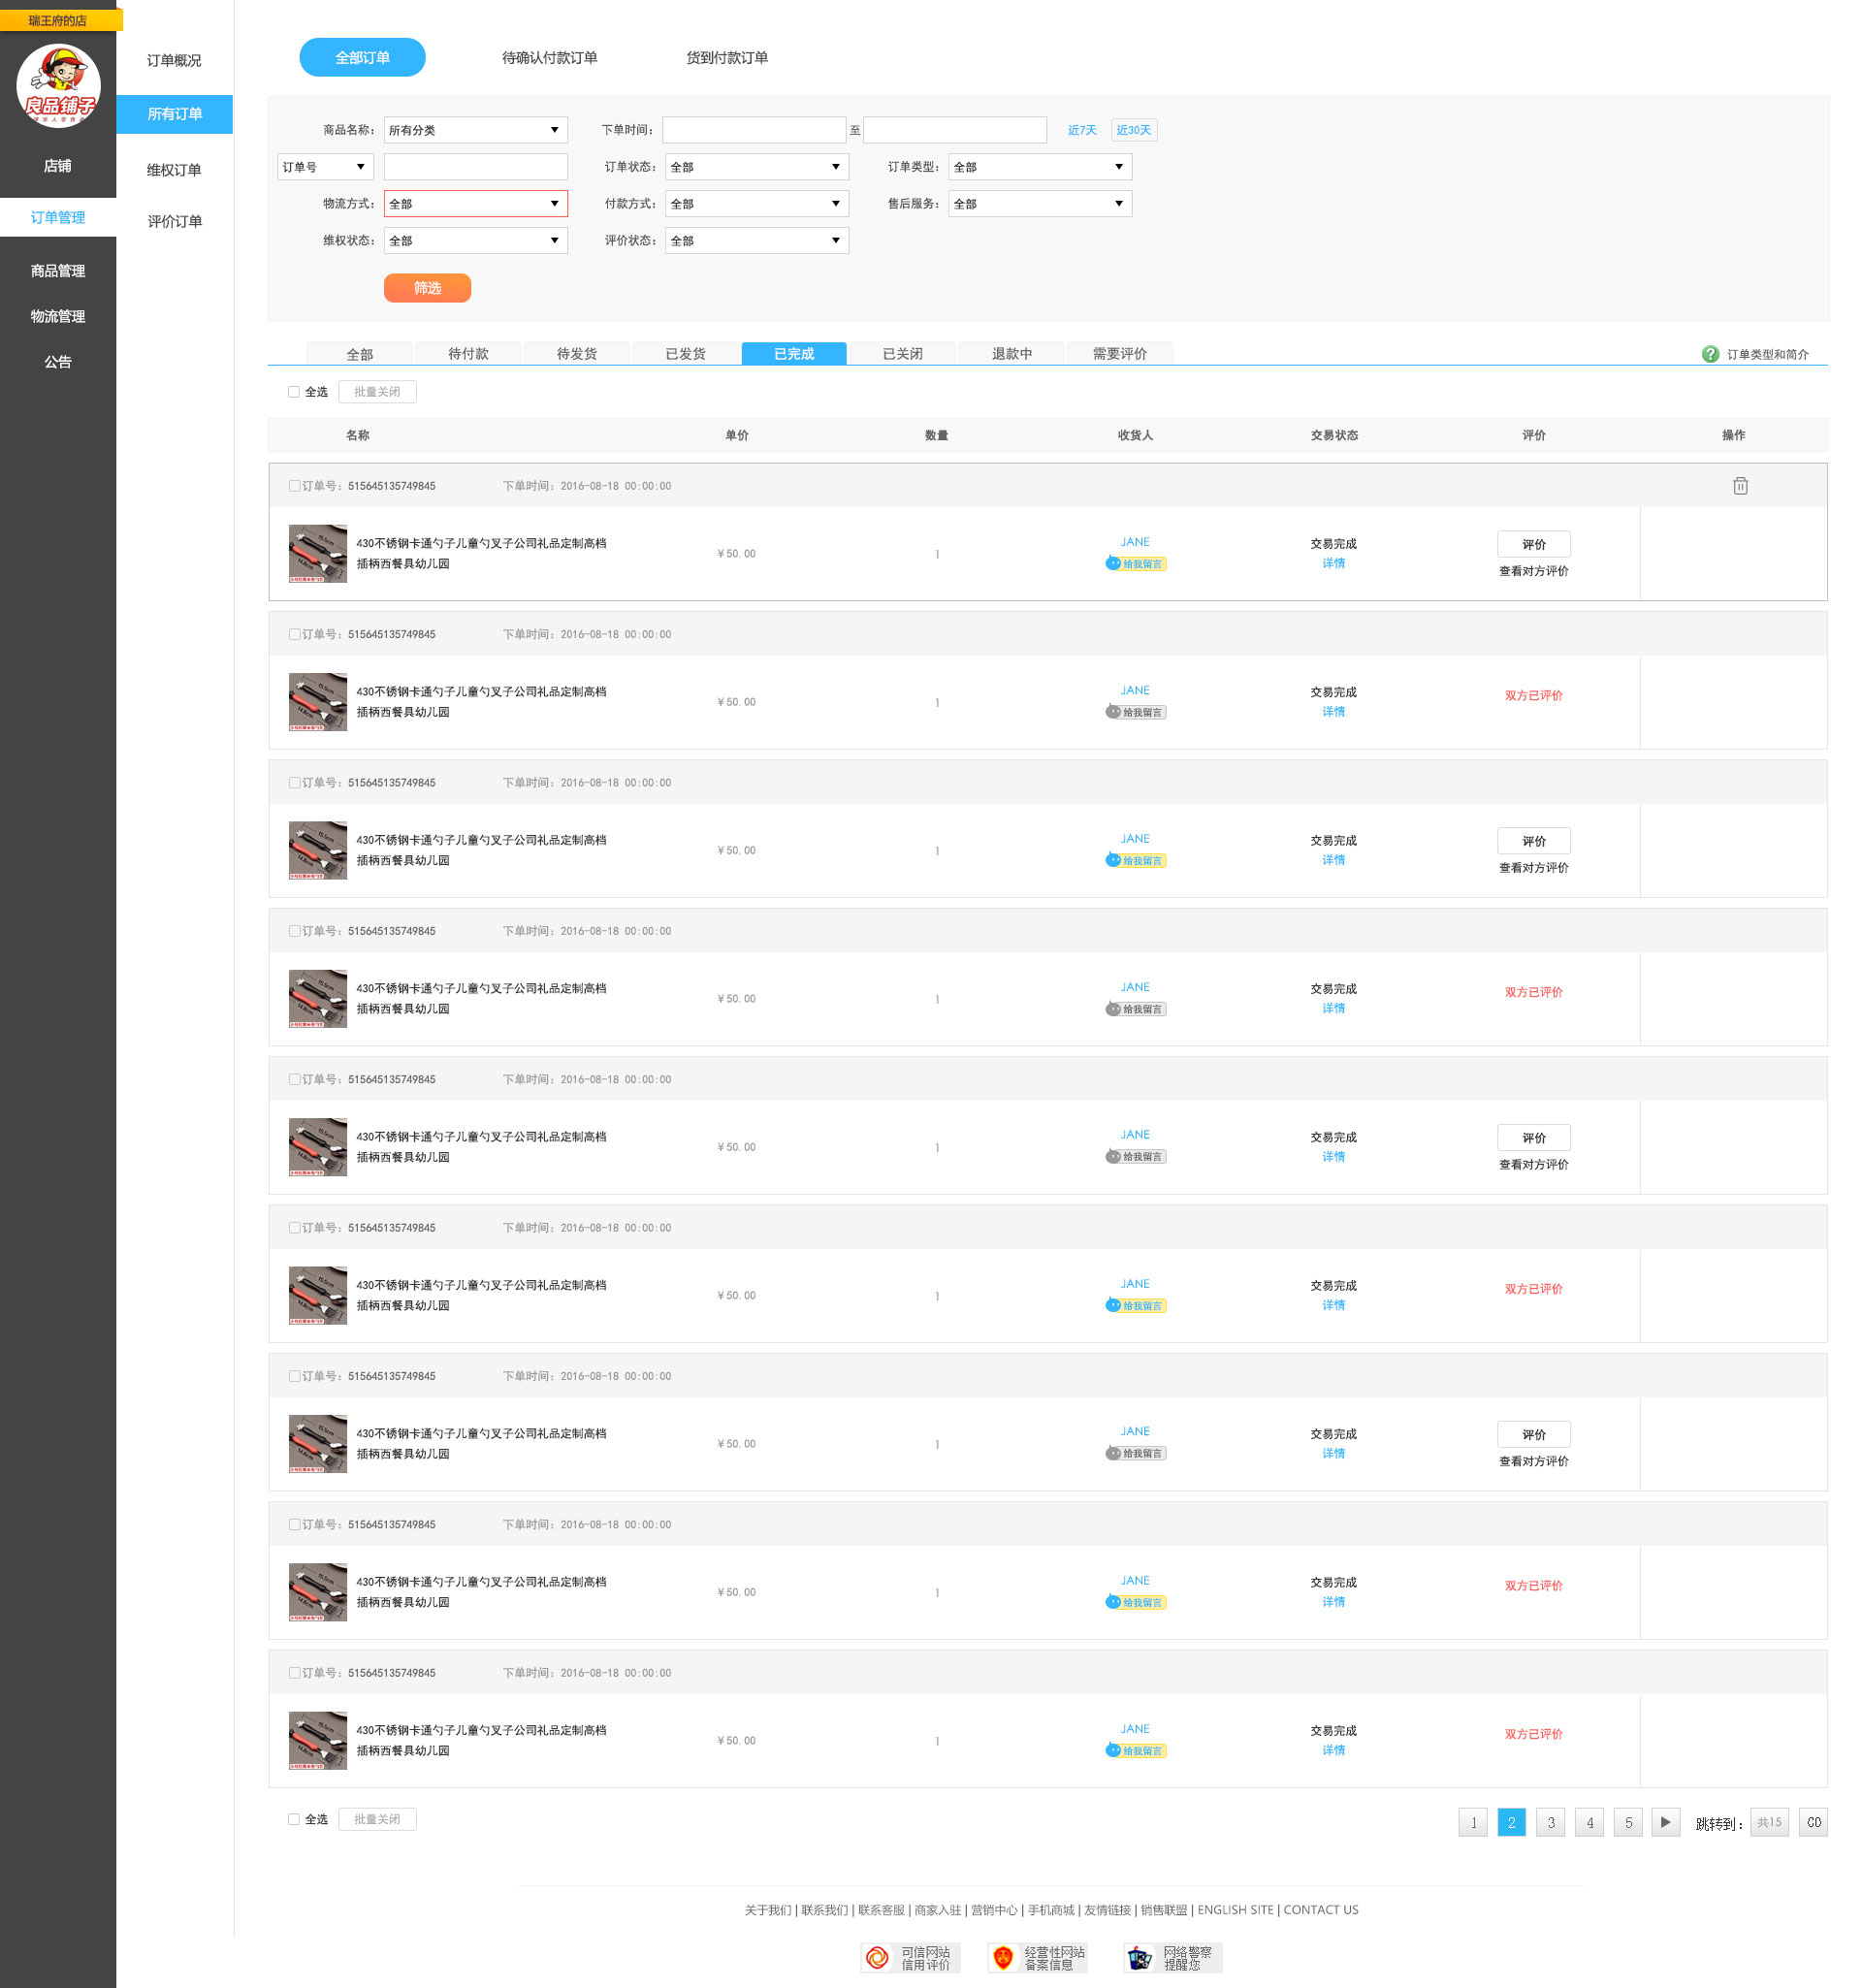 瑞王府的店
良品铺子
店铺
订单管理
商品管理
物流管理
公告
订单概况
所有订单
维权订单
评价订单
全部订单 待确认付款订单 货到付款订单
商品名称: 所有分类 下单时间: 至 近7天 近30天
订单号 订单状态: 全部 订单类型: 全部
物流方式: 全部 付款方式: 全部 售后服务: 全部
维权状态: 全部 评价状态: 全部
筛选
全部 待付款 待发货 已发货 已完成 已关闭 退款中 需要评价 订单类型和简介
全选 批量关闭
名称 单价 数量 收货人 交易状态 评价 操作
订单号: 515645135749845 下单时间: 2016-08-18 00:00:00
430不锈钢卡通勺子儿童勺叉子公司礼品定制高档
插柄西餐具幼儿园
￥50.00 1
JANE
给我留言
交易完成
详情
评价
查看对方评价
订单号: 515645135749845 下单时间: 2016-08-18 00:00:00
430不锈钢卡通勺子儿童勺叉子公司礼品定制高档
插柄西餐具幼儿园
￥50.00 1
JANE
给我留言
交易完成
详情
双方已评价
订单号: 515645135749845 下单时间: 2016-08-18 00:00:00
430不锈钢卡通勺子儿童勺叉子公司礼品定制高档
插柄西餐具幼儿园
￥50.00 1
JANE
给我留言
交易完成
详情
评价
查看对方评价
订单号: 515645135749845 下单时间: 2016-08-18 00:00:00
430不锈钢卡通勺子儿童勺叉子公司礼品定制高档
插柄西餐具幼儿园
￥50.00 1
JANE
给我留言
交易完成
详情
双方已评价
订单号: 515645135749845 下单时间: 2016-08-18 00:00:00
430不锈钢卡通勺子儿童勺叉子公司礼品定制高档
插柄西餐具幼儿园
￥50.00 1
JANE
给我留言
交易完成
详情
评价
查看对方评价
订单号: 515645135749845 下单时间: 2016-08-18 00:00:00
430不锈钢卡通勺子儿童勺叉子公司礼品定制高档
插柄西餐具幼儿园
￥50.00 1
JANE
给我留言
交易完成
详情
双方已评价
订单号: 515645135749845 下单时间: 2016-08-18 00:00:00
430不锈钢卡通勺子儿童勺叉子公司礼品定制高档
插柄西餐具幼儿园
￥50.00 1
JANE
给我留言
交易完成
详情
评价
查看对方评价
订单号: 515645135749845 下单时间: 2016-08-18 00:00:00
430不锈钢卡通勺子儿童勺叉子公司礼品定制高档
插柄西餐具幼儿园
￥50.00 1
JANE
给我留言
交易完成
详情
双方已评价
订单号: 515645135749845 下单时间: 2016-08-18 00:00:00
430不锈钢卡通勺子儿童勺叉子公司礼品定制高档
插柄西餐具幼儿园
￥50.00 1
JANE
给我留言
交易完成
详情
双方已评价
全选 批量关闭 1 2 3 4 5 跳转到: 共15 GO
关于我们 | 联系我们 | 联系客服 | 商家入驻 | 营销中心 | 手机商城 | 友情链接 | 销售联盟 | ENGLISH SITE | CONTACT US
可信网站
信用评价
经营性网站
备案信息
网络警察
提醒您